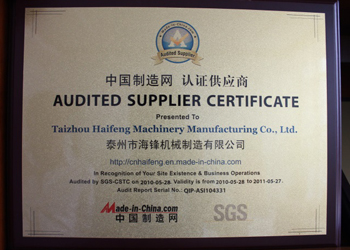 Audited Supplier
中国制造网 认证供应商
AUDITED SUPPLIER CERTIFICATE
Presented To
Taizhou Haifeng Machinery Manufacturing Co., Ltd.
泰州市海锋机械制造有限公司
http://cnhaifeng.en.made-in-china.com
In Recognition of Your Site Existence & Business Operations
Audited by SGS-CSTC on 2010-05-28. Validity is from 2010-05-28 to 2011-05-27.
Audit Report Serial No.: QIP-ASI104331
Made-in-China.com
中国制造网
SGS